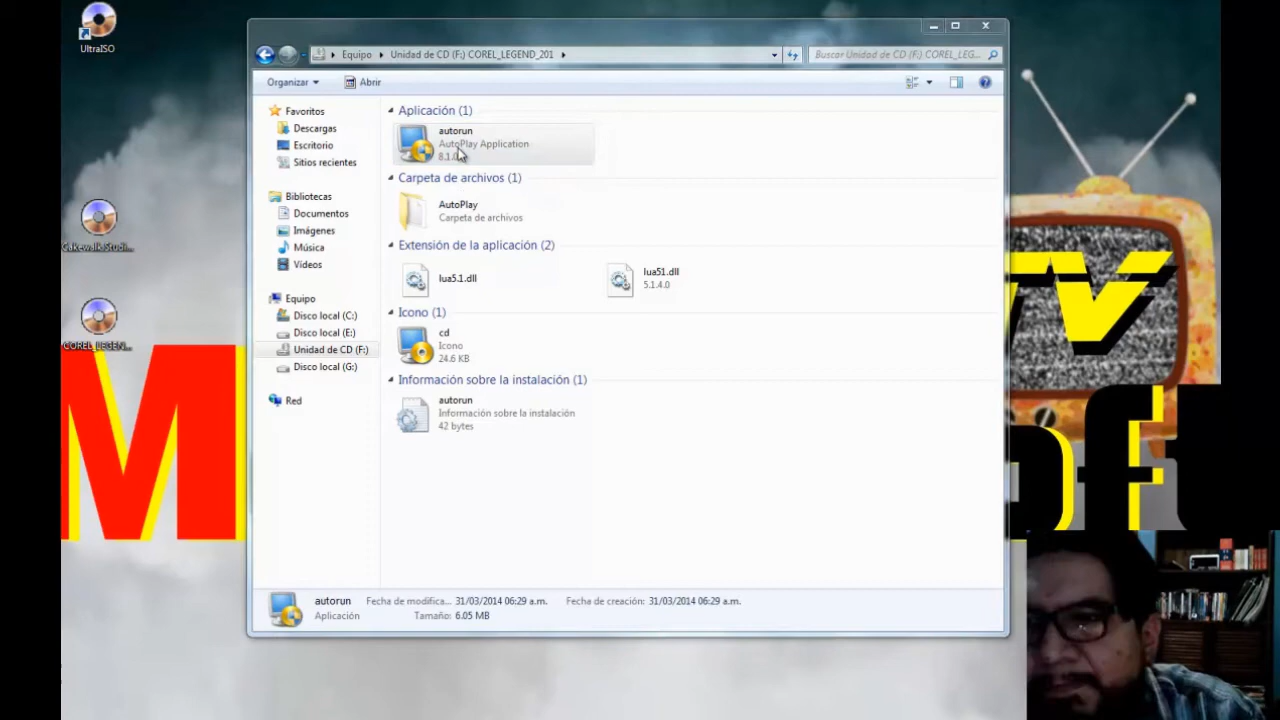 UltraISO
Cakewalk.Studi...
COREL_LEGEN...
Equipo
Unidad de CD (F:) COREL_LEGEND_201
Buscar Unidad de CD (F:) COREL_LEG...
Organizar
Abrir
Favoritos
Descargas
Escritorio
Sitios recientes
Bibliotecas
Documentos
Imágenes
Música
Vídeos
Equipo
Disco local (C:)
Disco local (E:)
Unidad de CD (F:)
Disco local (G:)
Red
Aplicación (1)
autorun
AutoPlay Application
Carpeta de archivos (1)
AutoPlay
Carpeta de archivos
Extensión de la aplicación (2)
lua5.1.dll
lua51.dll
5.1.4.0
Icono (1)
cd
Icono
24.6 KB
Información sobre la instalación (1)
autorun
Información sobre la instalación
42 bytes
autorun
Fecha de modifica... 31/03/2014 06:29 a.m.
Fecha de creación: 31/03/2014 06:29 a.m.
Aplicación
Tamaño: 6.05 MB
M
TV
of